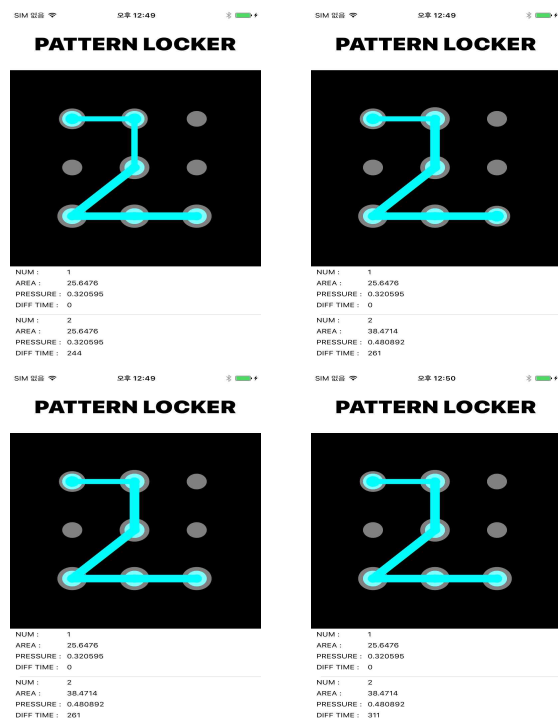 SIM 없음 오후 12:49
PATTERN LOCKER
NUM : 1
AREA : 25.6476
PRESSURE : 0.320595
DIFF TIME : 0
NUM : 2
AREA : 25.6476
PRESSURE : 0.320595
DIFF TIME : 244
SIM 없음 오후 12:49
PATTERN LOCKER
NUM : 1
AREA : 25.6476
PRESSURE : 0.320595
DIFF TIME : 0
NUM : 2
AREA : 38.4714
PRESSURE : 0.480892
DIFF TIME : 261
SIM 없음 오후 12:49
PATTERN LOCKER
NUM : 1
AREA : 25.6476
PRESSURE : 0.320595
DIFF TIME : 0
NUM : 2
AREA : 38.4714
PRESSURE : 0.480892
DIFF TIME : 261
SIM 없음 오후 12:50
PATTERN LOCKER
NUM : 1
AREA : 25.6476
PRESSURE : 0.320595
DIFF TIME : 0
NUM : 2
AREA : 38.4714
PRESSURE : 0.480892
DIFF TIME : 311